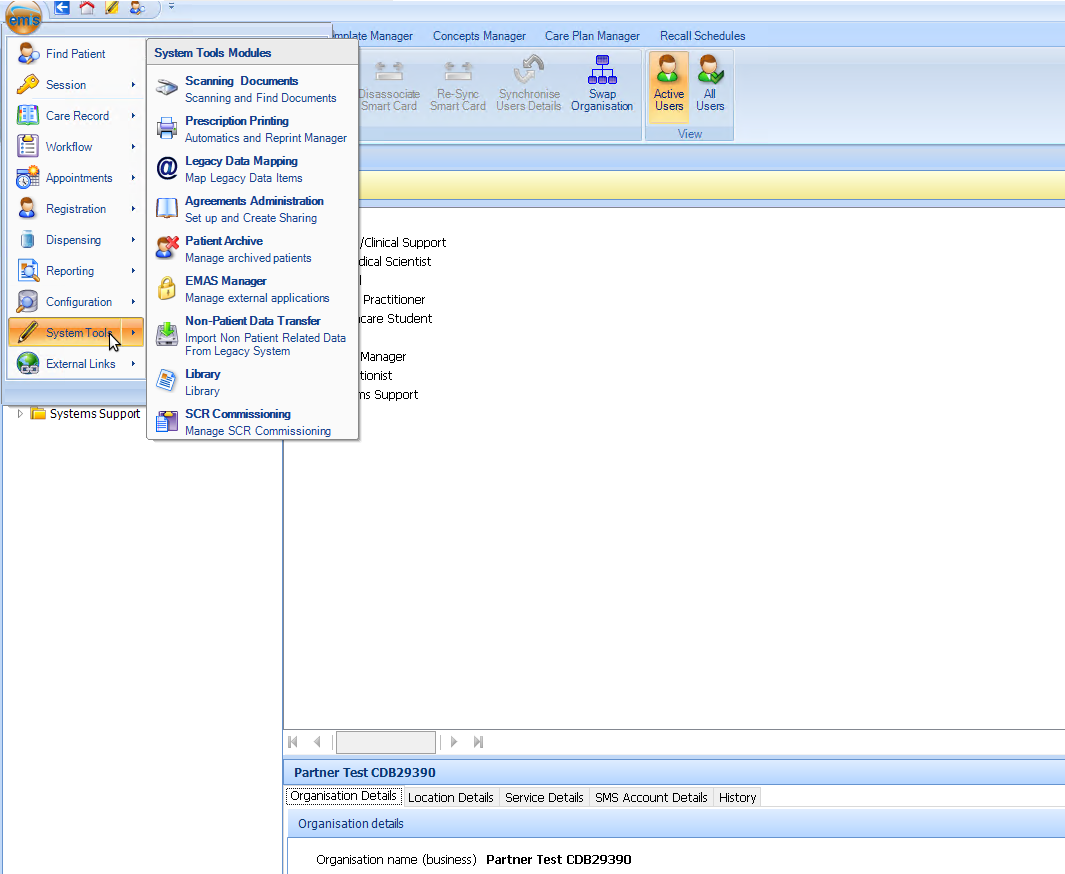 emis
Template Manager
Concepts Manager
Care Plan Manager
Recall Schedules
Find Patient
Session
Care Record
Workflow
Appointments
Registration
Dispensing
Reporting
Configuration
System Tools
External Links
Systems Support
System Tools Modules
Scanning Documents
Scanning and Find Documents
Prescription Printing
Automatics and Reprint Manager
Legacy Data Mapping
Map Legacy Data Items
Agreements Administration
Set up and Create Sharing
Patient Archive
Manage archived patients
EMAS Manager
Manage external applications
Non-Patient Data Transfer
Import Non Patient Related Data
From Legacy System
Library
Library
SCR Commissioning
Manage SCR Commissioning
Disassociate
Smart Card
Re-Sync
Smart Card
Synchronise
Users Details
Swap
Organisation
Active
Users
All
Users
View
/Clinical Support
dical Scientist
Practitioner
care Student
Manager
tionist
ms Support
Partner Test CDB29390
Organisation Details
Location Details
Service Details
SMS Account Details
History
Organisation details
Organisation name (business) Partner Test CDB29390